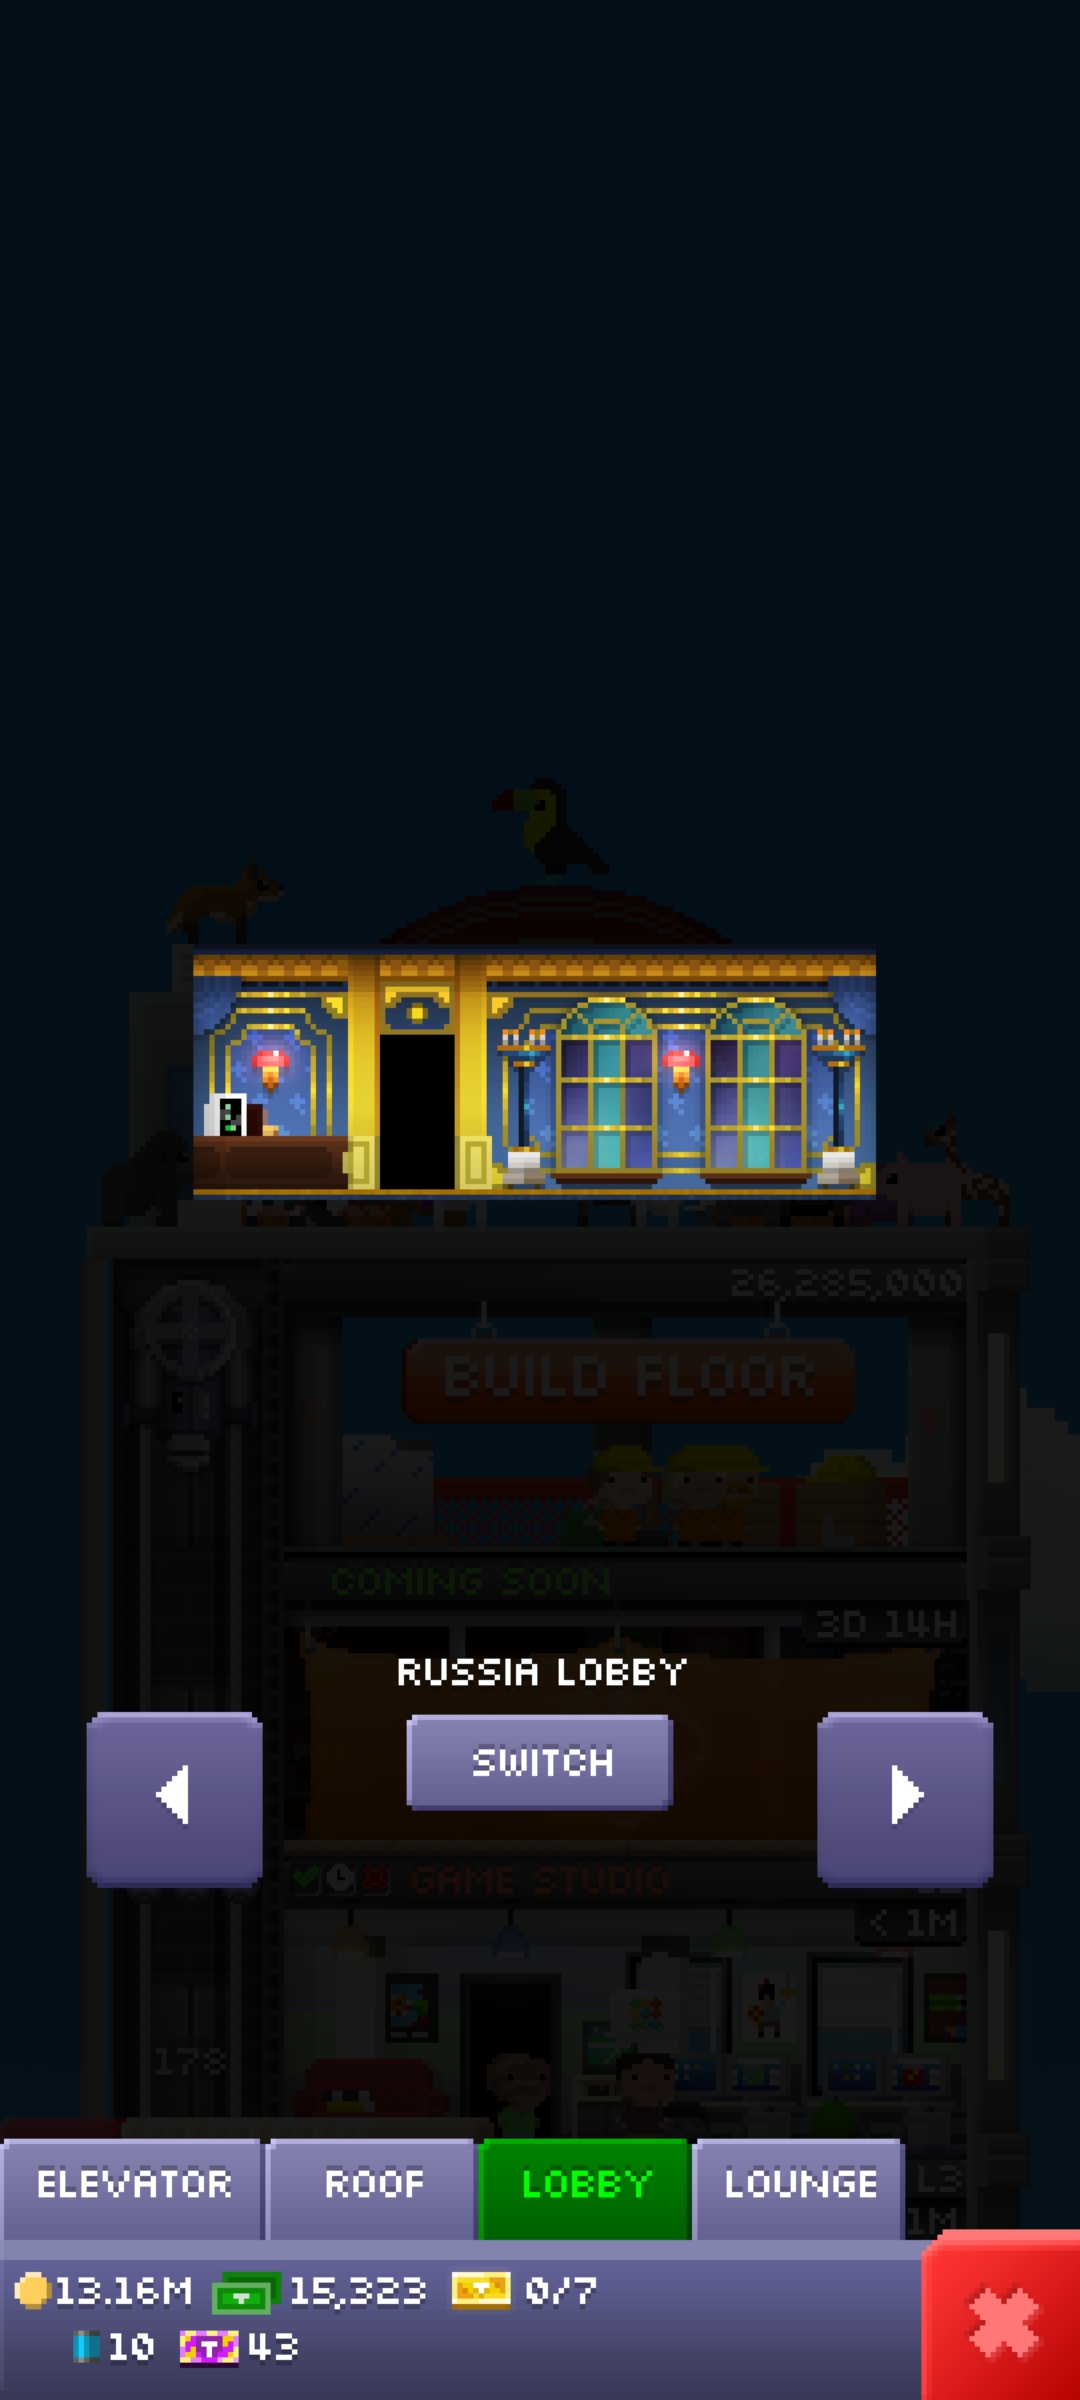 26,285,000
BUILD FLOOR
COMING SOON
3D 14H
RUSSIA LOBBY
SWITCH
GAME STUDIO
< 1M
178
ELEVATOR
ROOF
LOBBY
LOUNGE
L3
1M
13.16M
15,323
0/7
10
43